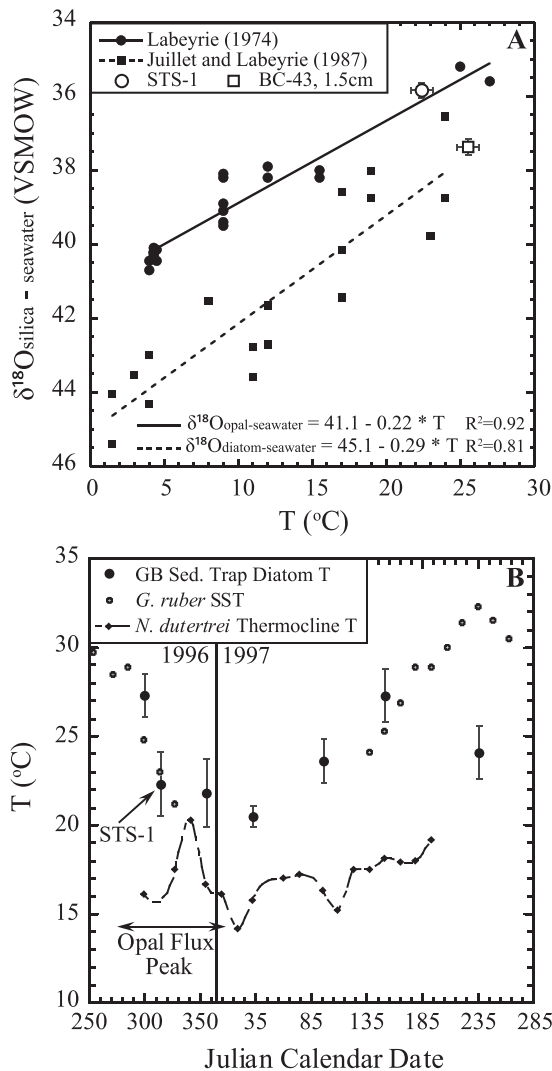 34
36
38
40
42
44
46
δ¹⁸Osilica - seawater (VSMOW)
Labeyrie (1974)
Juillet and Labeyrie (1987)
STS-1 BC-43, 1.5cm
A
δ¹⁸Oopal-seawater = 41.1 - 0.22 * T R²=0.92
δ¹⁸Odiatom-seawater = 45.1 - 0.29 * T R²=0.81
0 5 10 15 20 25 30
T (°C)
35
30
25
20
15
10
T (°C)
GB Sed. Trap Diatom T
G. ruber SST
N. dutertrei Thermocline T
B
1996 1997
STS-1
Opal Flux
Peak
250 300 350 35 85 135 185 235 285
Julian Calendar Date